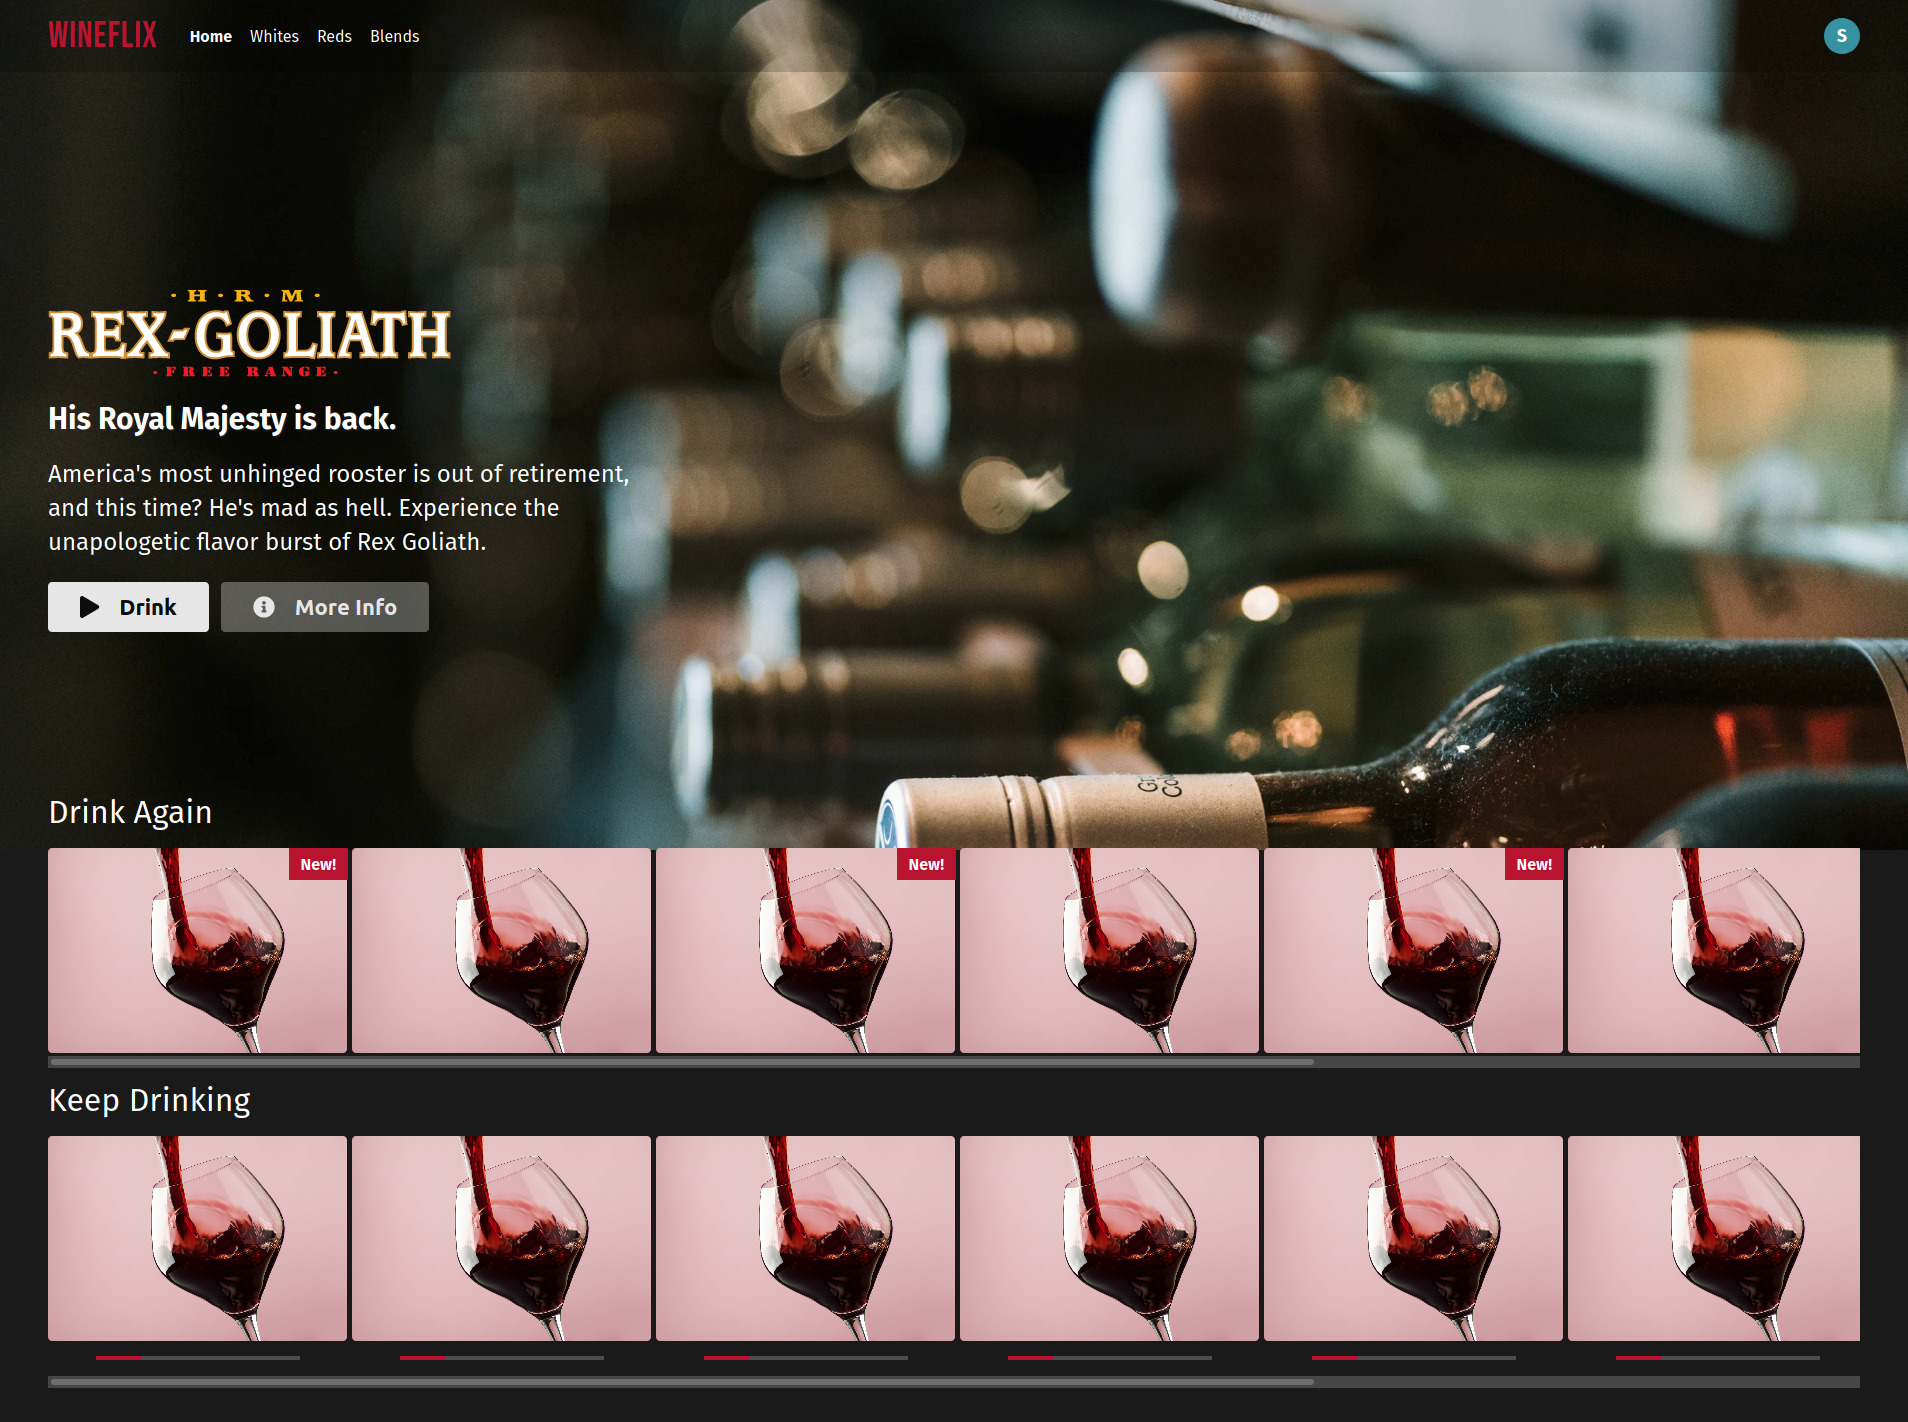 WINEFLIX
Home Whites Reds Blends
S
· H · R · M ·
REX-GOLIATH
· FREE RANGE ·
His Royal Majesty is back.
America's most unhinged rooster is out of retirement,
and this time? He's mad as hell. Experience the
unapologetic flavor burst of Rex Goliath.
Drink
More Info
Drink Again
New!
New!
New!
Keep Drinking